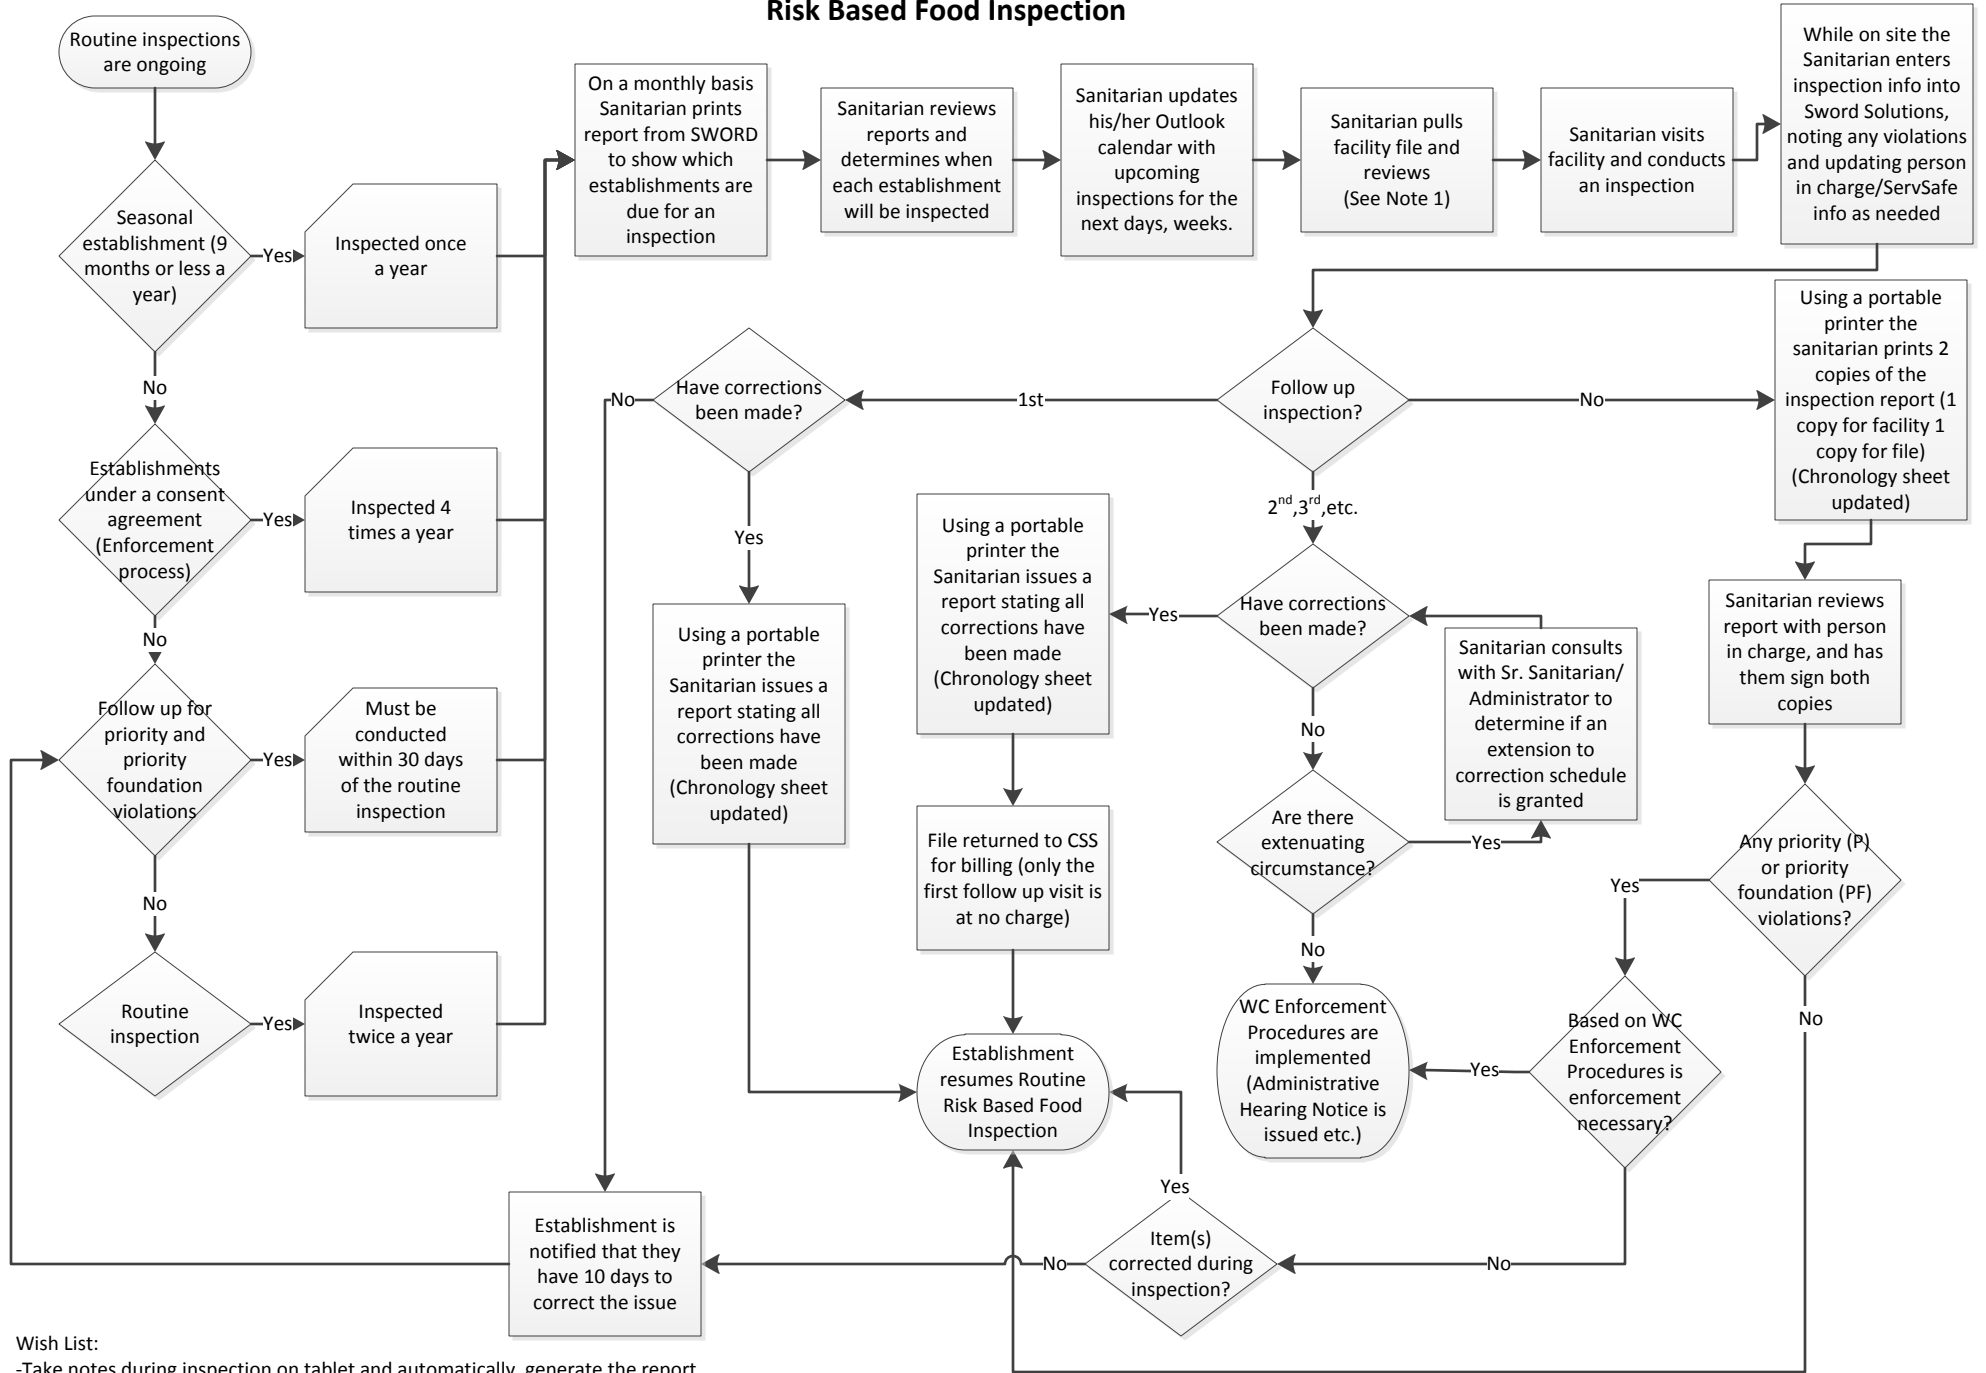 Risk Based Food Inspection
Routine inspections
are ongoing
Seasonal
establishment (9
months or less a
year)
Yes
Inspected once
a year
No
Establishments
under a consent
agreement
(Enforcement
process)
Yes
Inspected 4
times a year
No
Follow up for
priority and
priority
foundation
violations
Yes
Must be
conducted
within 30 days
of the routine
inspection
No
Routine
inspection
Yes
Inspected
twice a year
On a monthly basis
Sanitarian prints
report from SWORD
to show which
establishments are
due for an
inspection
Sanitarian reviews
reports and
determines when
each establishment
will be inspected
Sanitarian updates
his/her Outlook
calendar with
upcoming
inspections for the
next days, weeks.
Sanitarian pulls
facility file and
reviews
(See Note 1)
Sanitarian visits
facility and conducts
an inspection
While on site the
Sanitarian enters
inspection info into
Sword Solutions,
noting any violations
and updating person
in charge/ServSafe
info as needed
Follow up
inspection?
1st
No
2nd,3rd,etc.
Have corrections
been made?
No
Yes
Using a portable
printer the
Sanitarian issues a
report stating all
corrections have
been made
(Chronology sheet
updated)
Using a portable
printer the
sanitarian prints 2
copies of the
inspection report (1
copy for facility 1
copy for file)
(Chronology sheet
updated)
Have corrections
been made?
Yes
No
Using a portable
printer the
Sanitarian issues a
report stating all
corrections have
been made
(Chronology sheet
updated)
File returned to CSS
for billing (only the
first follow up visit is
at no charge)
Sanitarian consults
with Sr. Sanitarian/
Administrator to
determine if an
extension to
correction schedule
is granted
Are there
extenuating
circumstance?
Yes
No
Sanitarian reviews
report with person
in charge, and has
them sign both
copies
Any priority (P)
or priority
foundation (PF)
violations?
Yes
No
WC Enforcement
Procedures are
implemented
(Administrative
Hearing Notice is
issued etc.)
Based on WC
Enforcement
Procedures is
enforcement
necessary?
Yes
No
Establishment
resumes Routine
Risk Based Food
Inspection
Item(s)
corrected during
inspection?
Yes
No
Establishment is
notified that they
have 10 days to
correct the issue
Wish List:
-Take notes during inspection on tablet and automatically generate the report